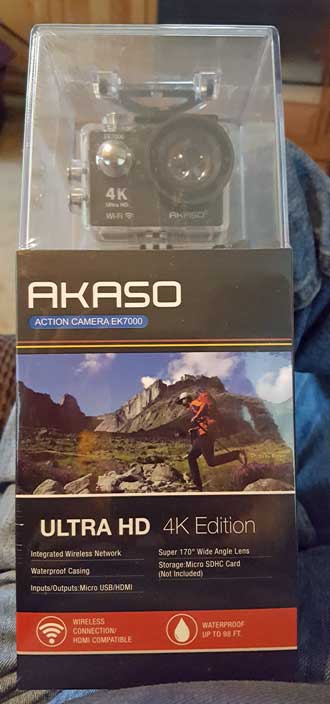 EK7000
4K
Ultra HD
Wi-Fi
AKASO
AKASO
ACTION CAMERA EK7000
ULTRA HD 4K Edition
Integrated Wireless Network
Waterproof Casing
Inputs/Outputs:Micro USB/HDMI
Super 170° Wide Angle Lens
Storage:Micro SDHC Card
(Not Included)
WIRELESS
CONNECTION/
HDMI COMPATIBLE
WATERPROOF
UP TO 98 FT.